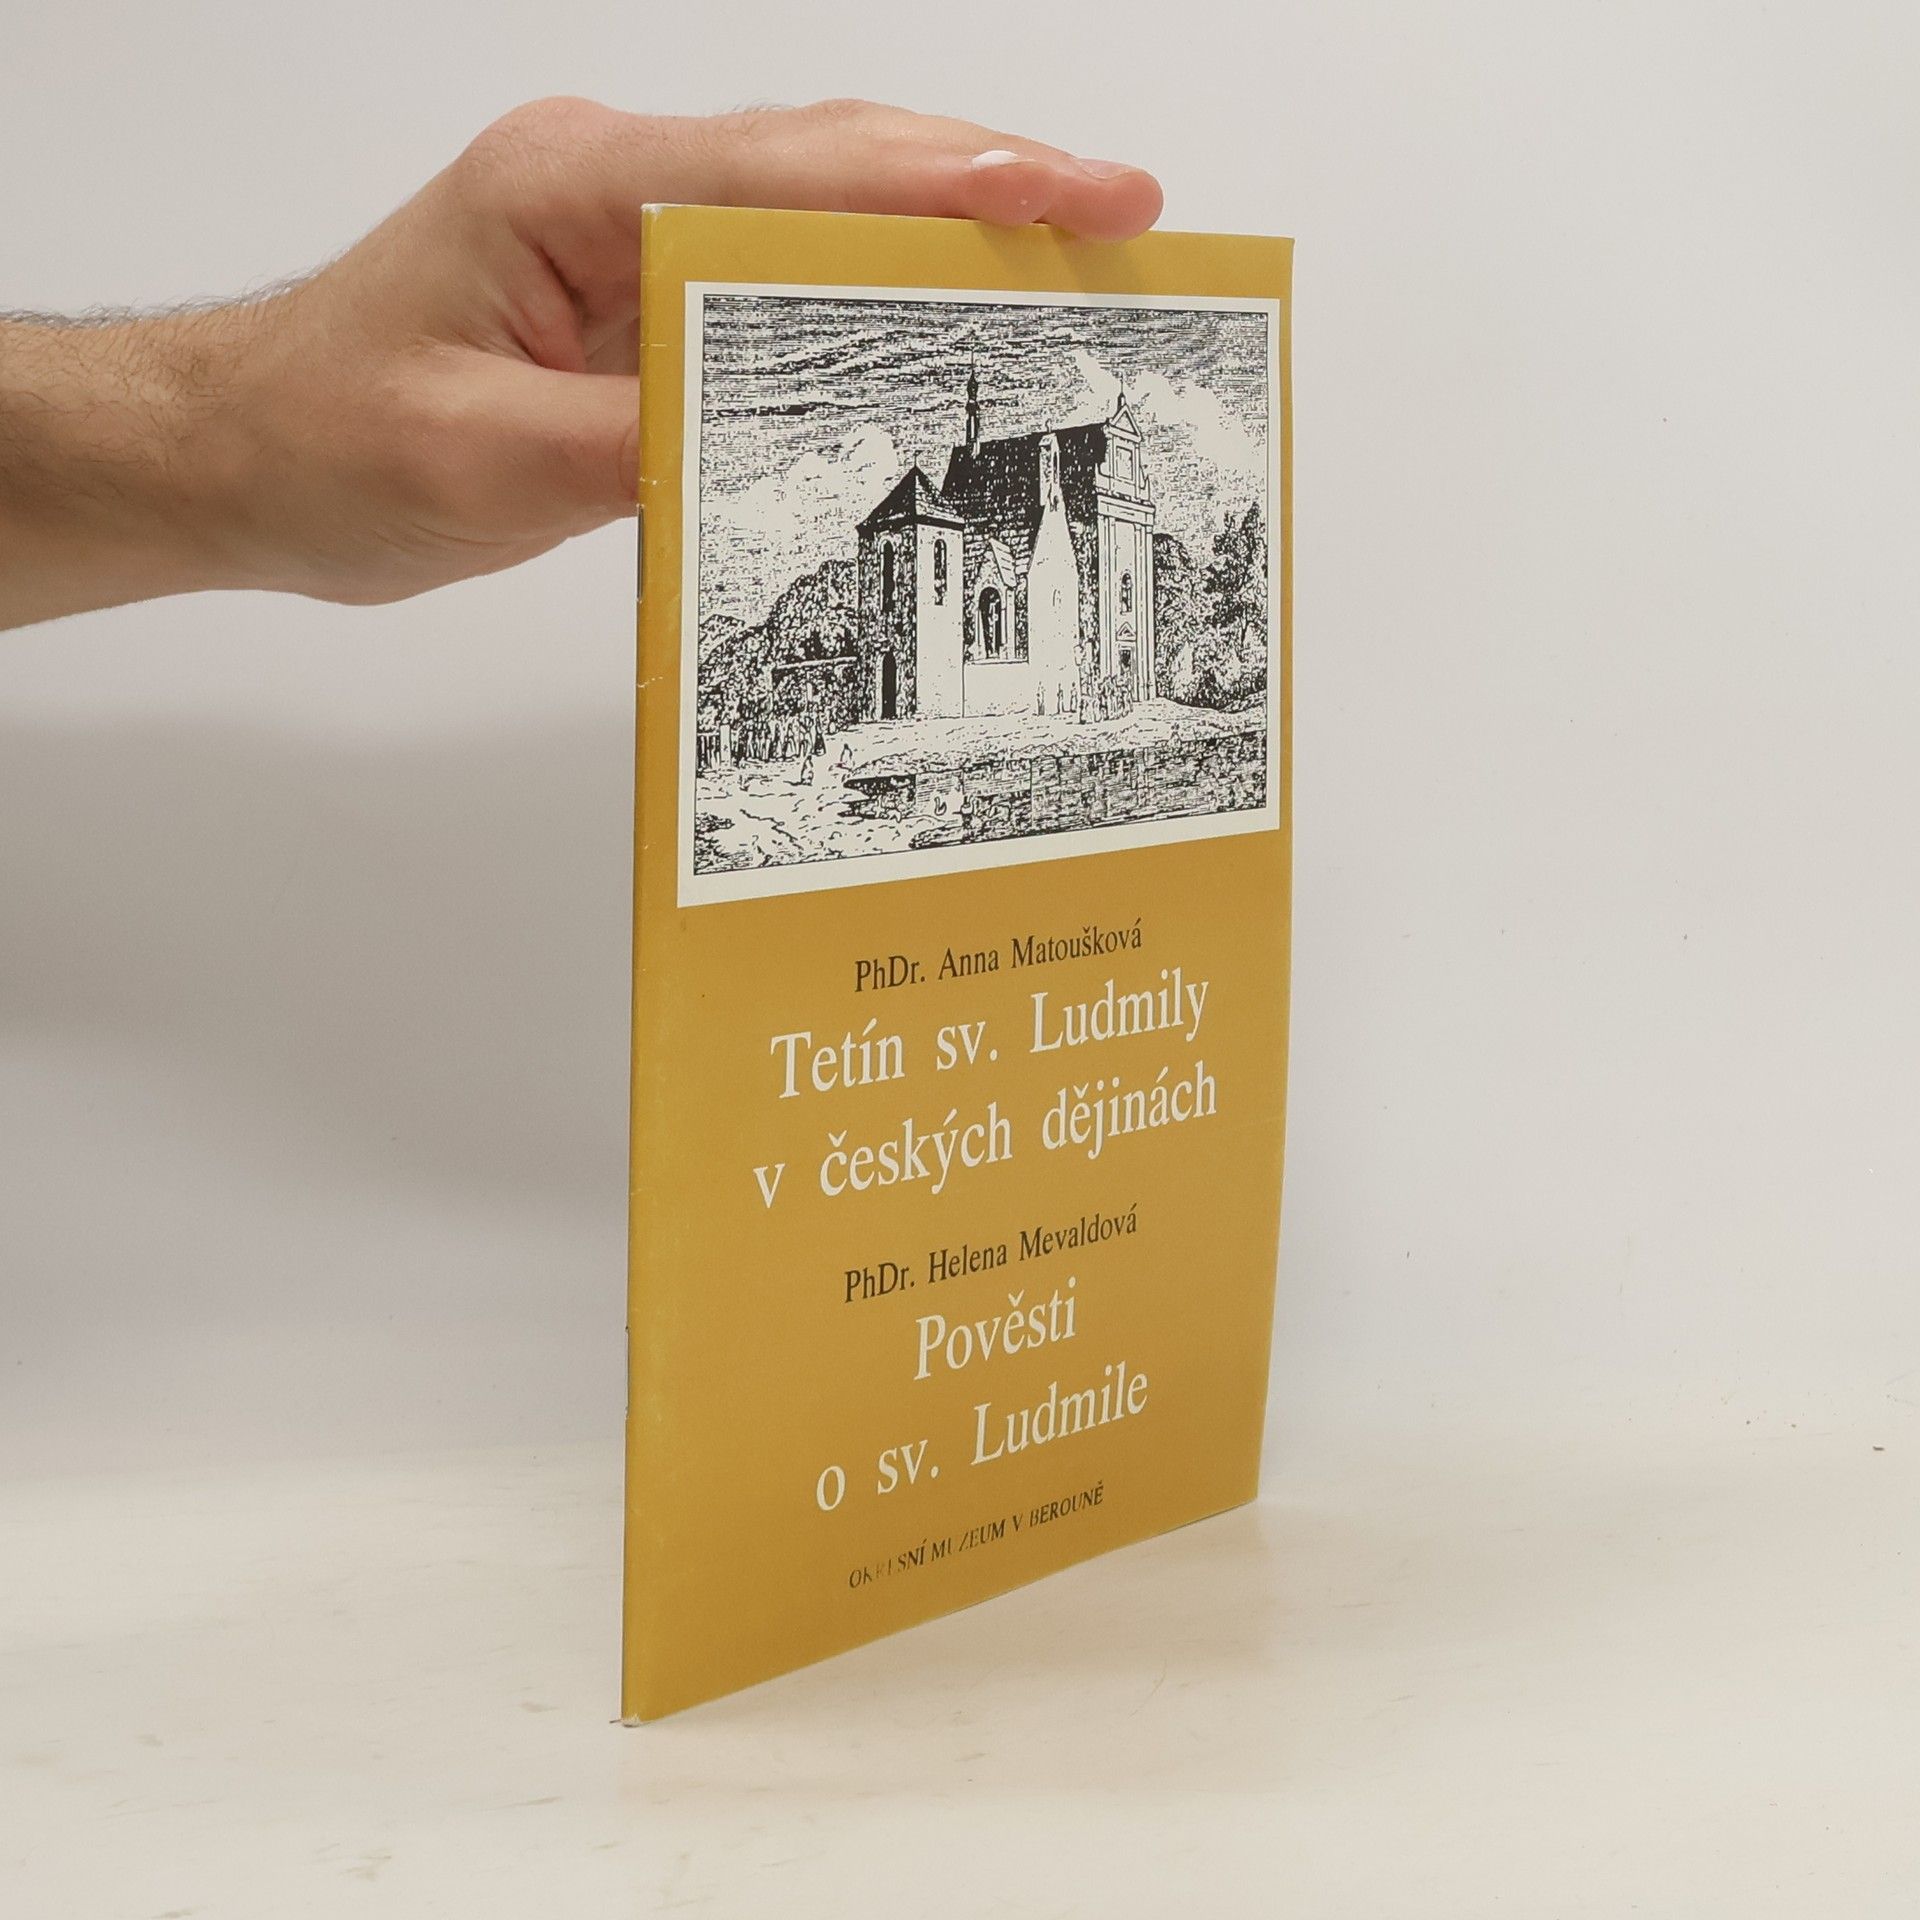 PhDr. Anna Matoušková
Tetín sv. Ludmily
v českých dějinách
PhDr. Helena Mevaldová
Pověsti
o sv. Ludmile
OKRESNÍ MUZEUM V BEROUNĚ